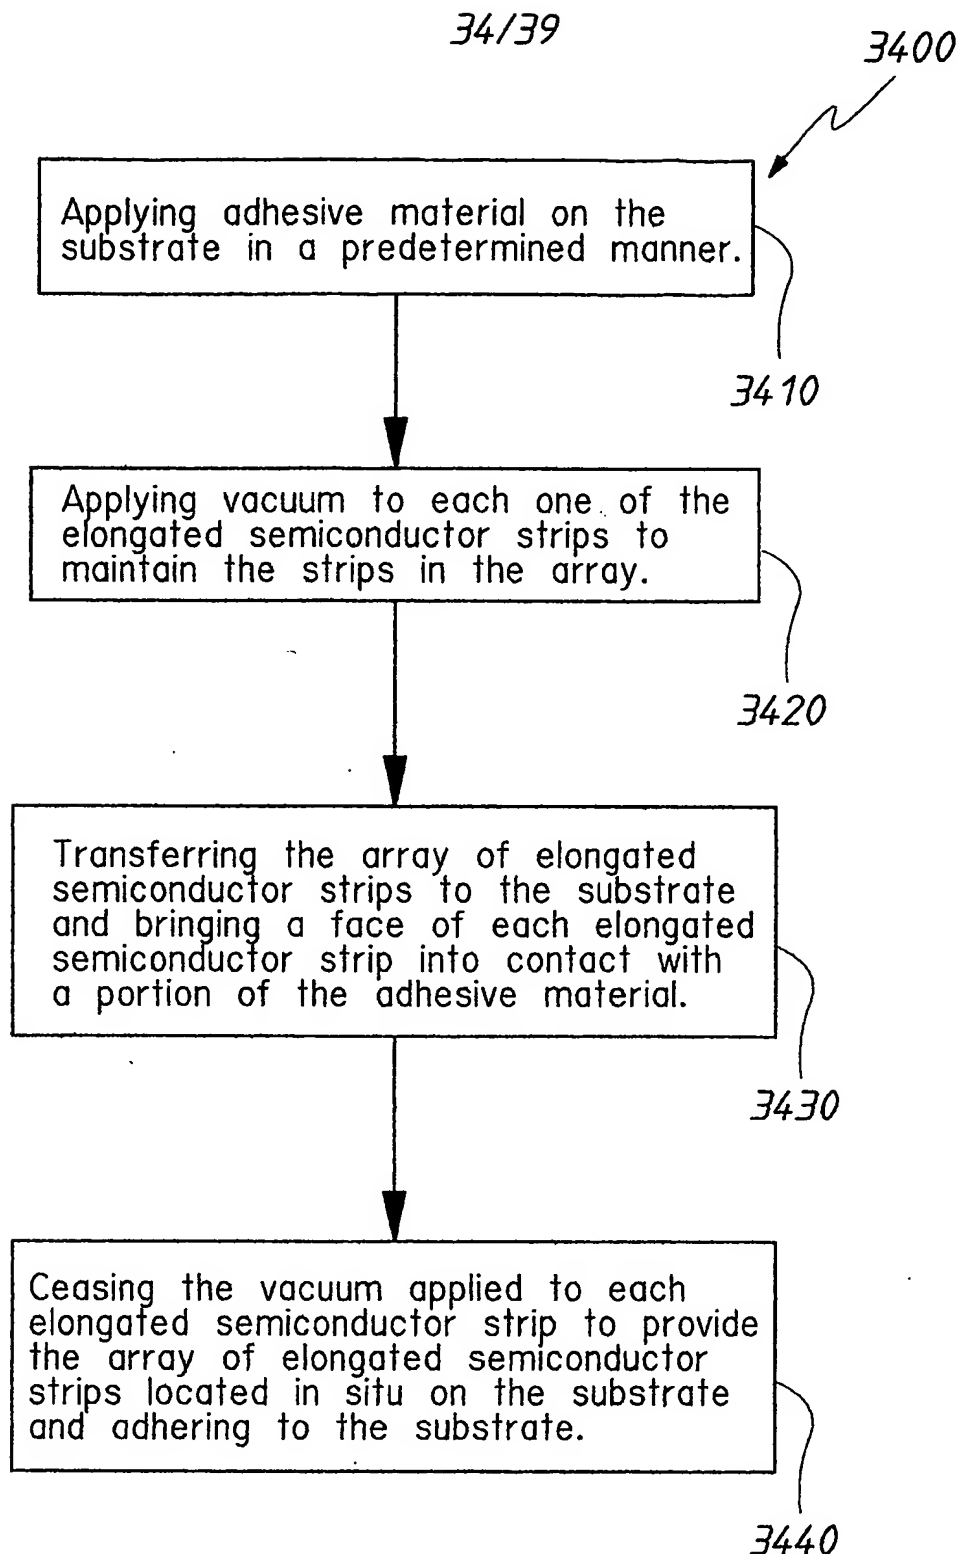 34/39
3400
Applying adhesive material on the
substrate in a predetermined manner.
3410
Applying vacuum to each one of the
elongated semiconductor strips to
maintain the strips in the array.
3420
Transferring the array of elongated
semiconductor strips to the substrate
and bringing a face of each elongated
semiconductor strip into contact with
a portion of the adhesive material.
3430
Ceasing the vacuum applied to each
elongated semiconductor strip to provide
the array of elongated semiconductor
strips located in situ on the substrate
and adhering to the substrate.
3440